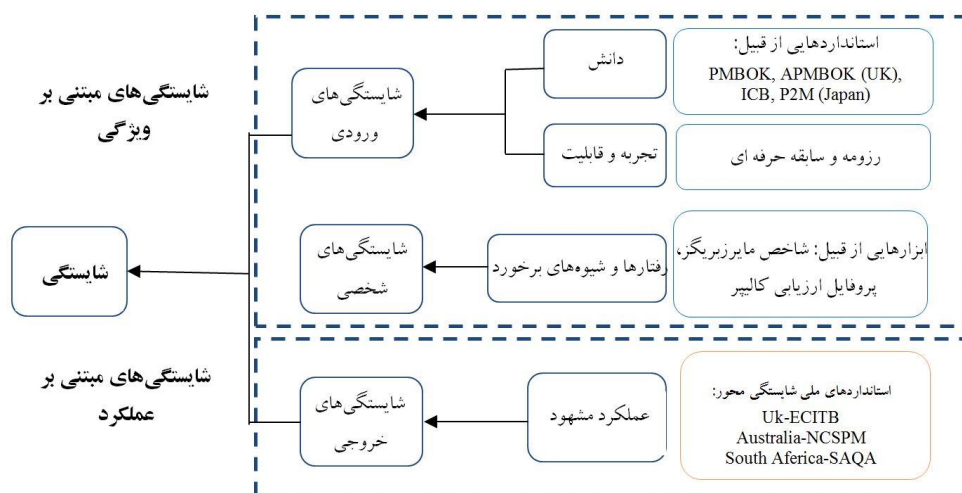 استانداردهایی از قبیل:
PMBOK, APMBOK (UK),
ICB, P2M (Japan)
دانش
شایستگی‌های
ورودی
شایستگی‌های مبتنی بر
ویژگی
رزومه و سابقه حرفه ای
تجربه و قابلیت
ابزارهایی از قبیل: شاخص مایرزبریگز،
پروفایل ارزیابی کالیپر
رفتارها و شیوه‌های برخورد
شایستگی‌های
شخصی
شایستگی
استانداردهای ملی شایستگی محور:
Uk-ECITB
Australia-NCSPM
South Aferica-SAQA
عملکرد مشهود
شایستگی‌های
خروجی
شایستگی‌های مبتنی بر
عملکرد